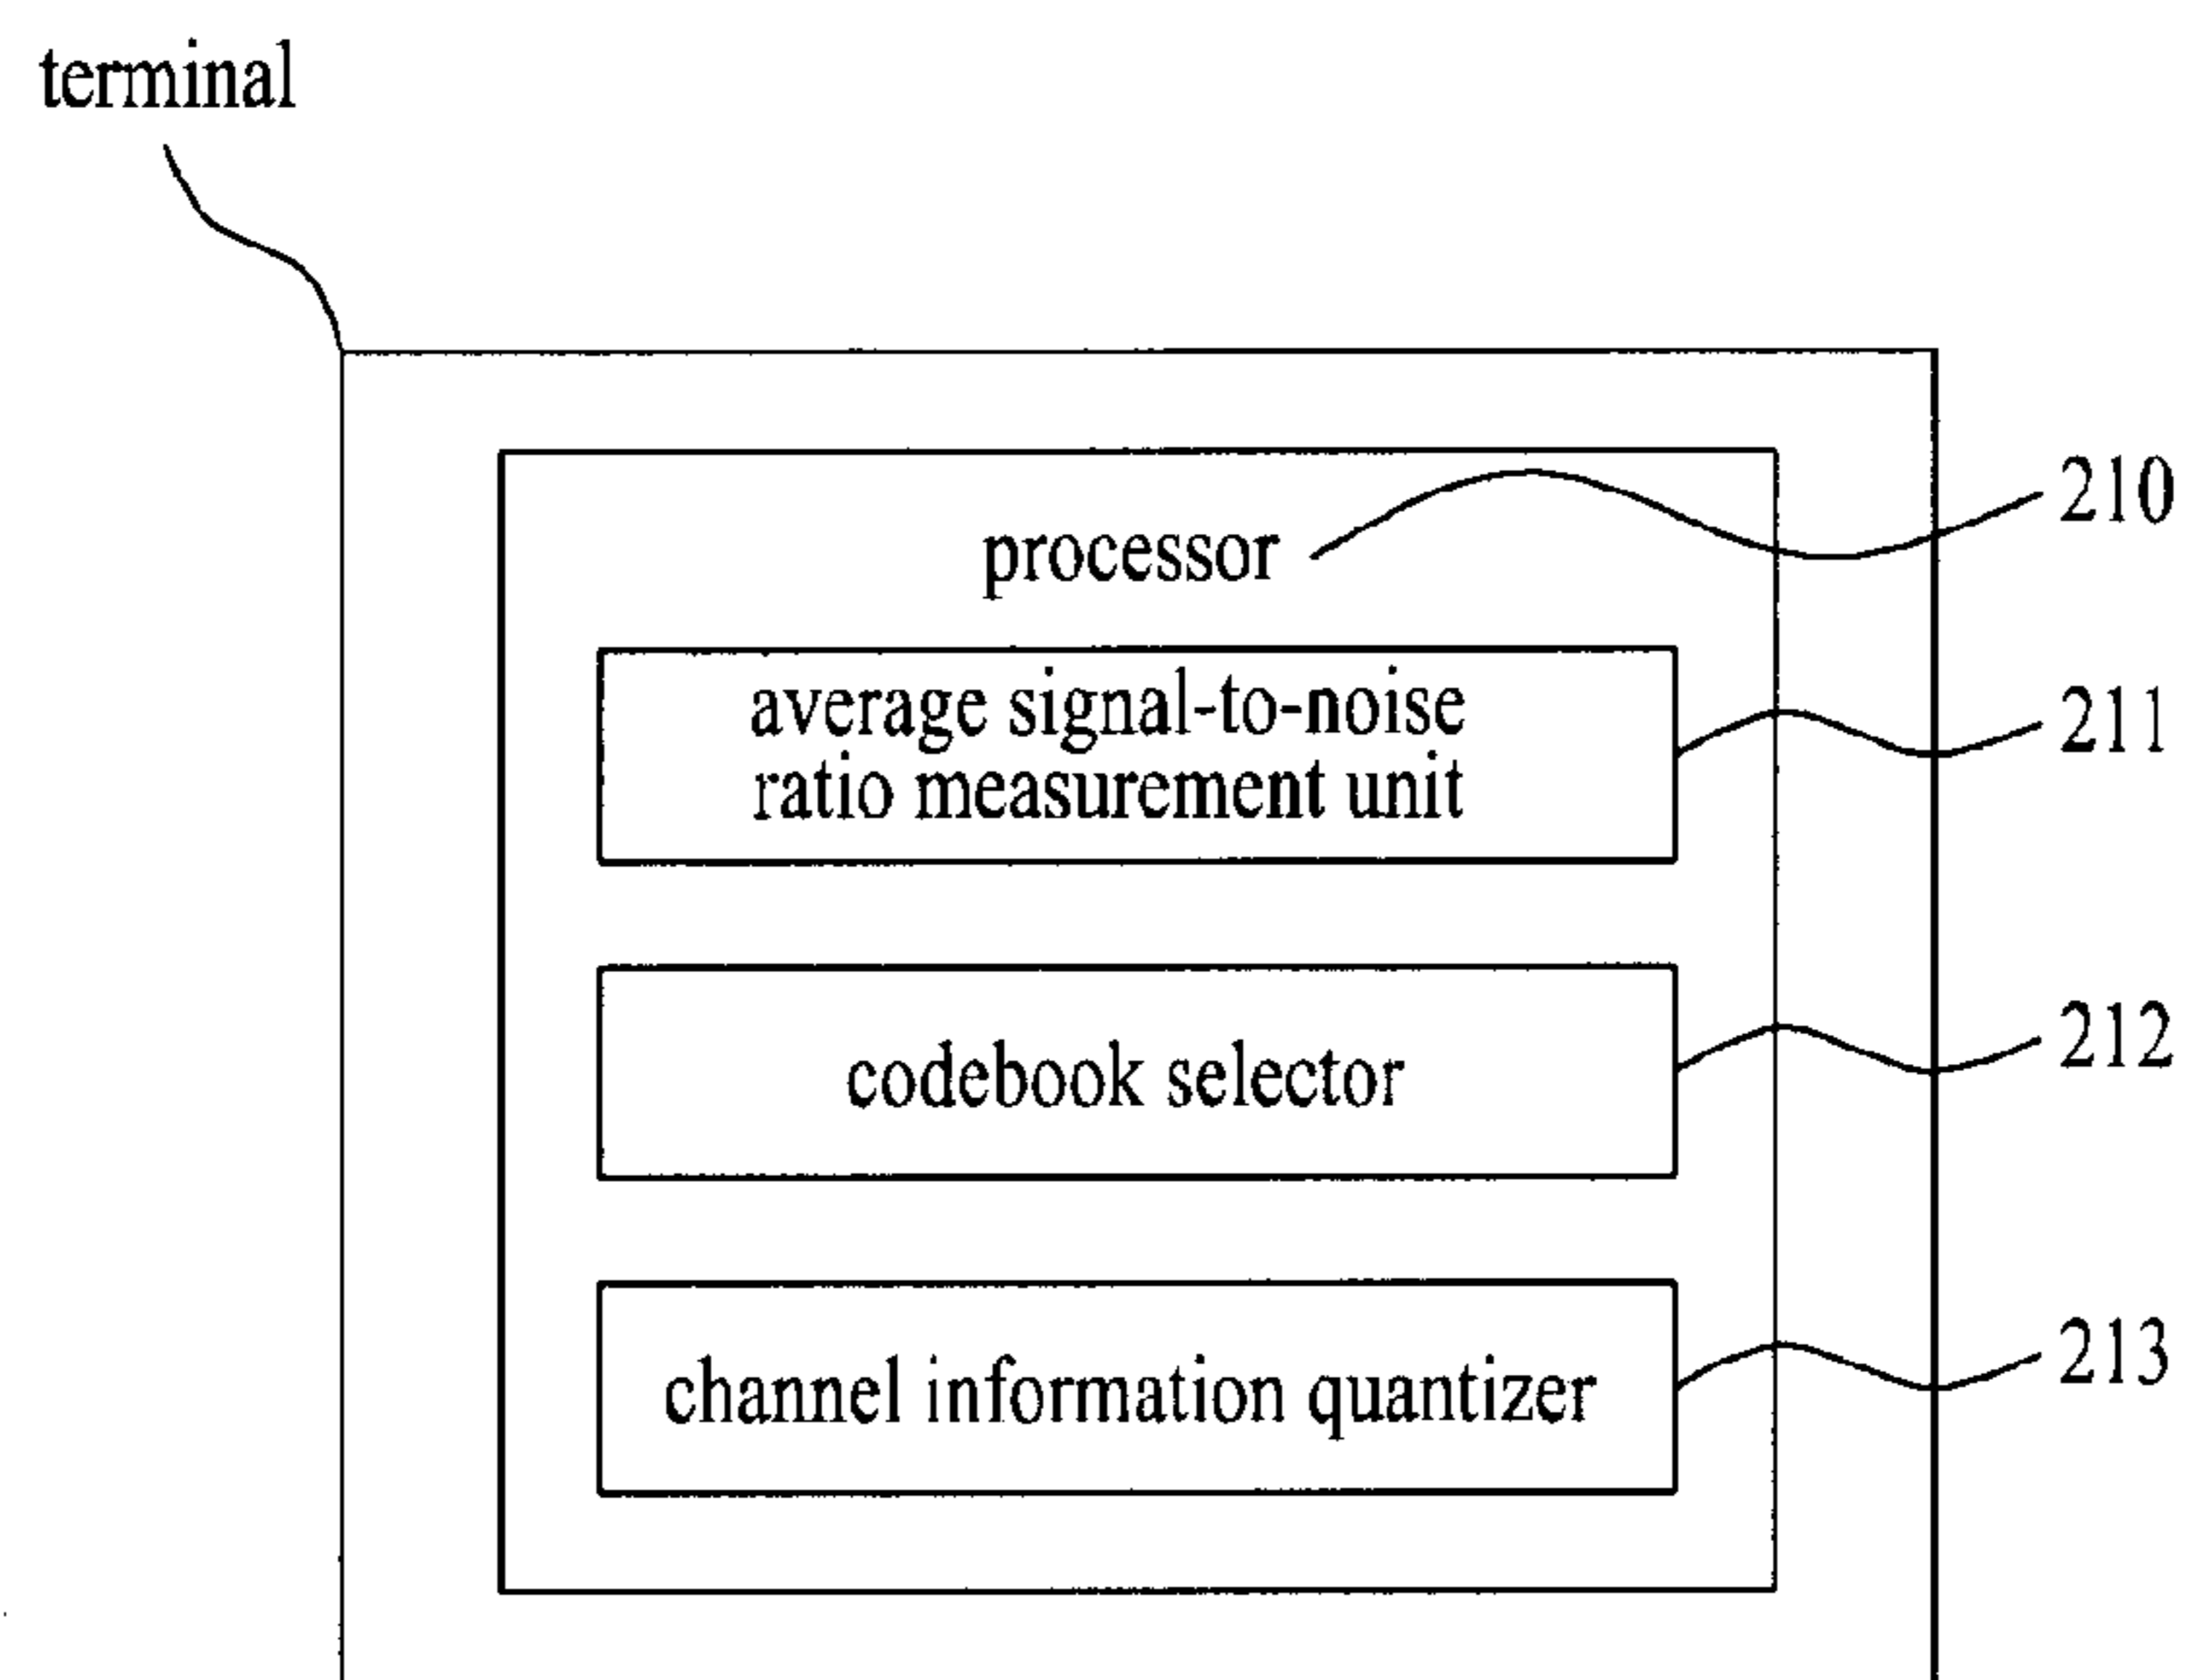 terminal
processor
210
average signal-to-noise
ratio measurement unit
211
codebook selector
212
channel information quantizer
213